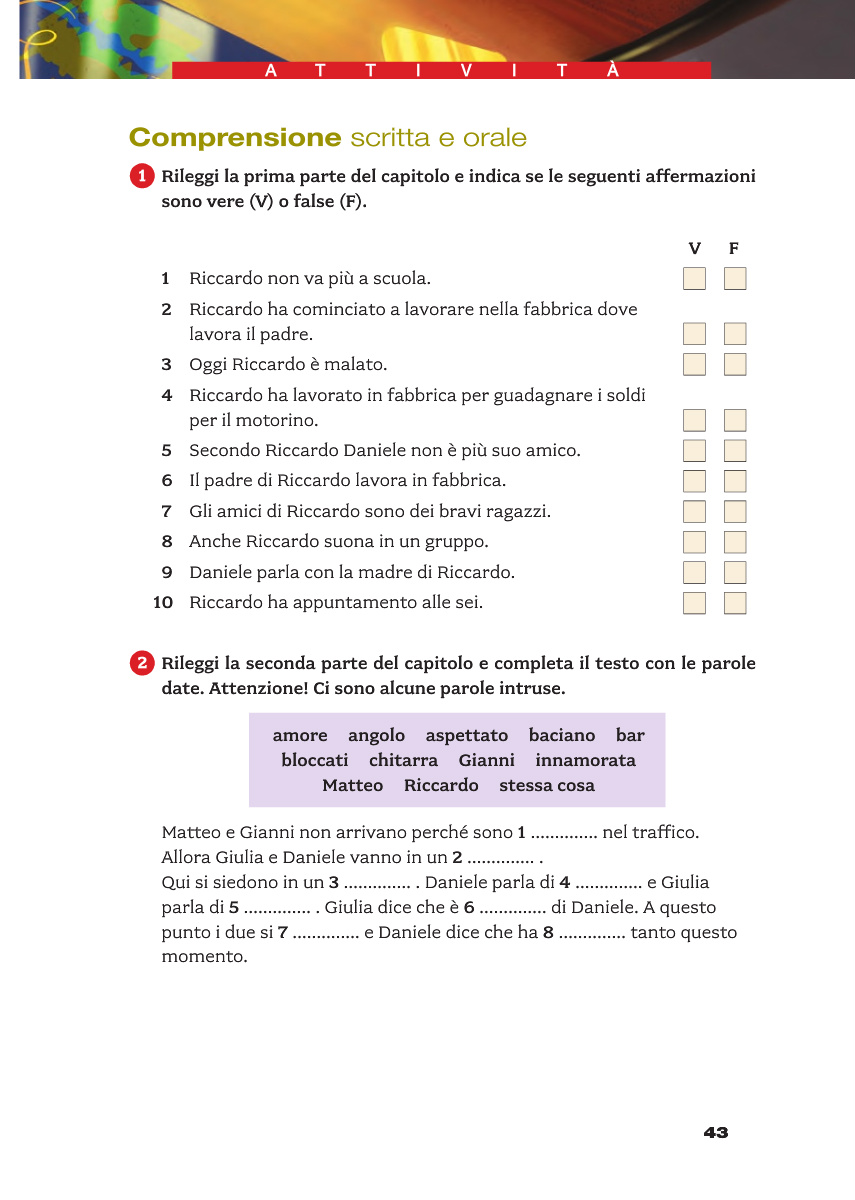 ATTIVITÀ
Comprensione scritta e orale
1 Rileggi la prima parte del capitolo e indica se le seguenti affermazioni
sono vere (V) o false (F).
V F
1 Riccardo non va più a scuola.
2 Riccardo ha cominciato a lavorare nella fabbrica dove
lavora il padre.
3 Oggi Riccardo è malato.
4 Riccardo ha lavorato in fabbrica per guadagnare i soldi
per il motorino.
5 Secondo Riccardo Daniele non è più suo amico.
6 Il padre di Riccardo lavora in fabbrica.
7 Gli amici di Riccardo sono dei bravi ragazzi.
8 Anche Riccardo suona in un gruppo.
9 Daniele parla con la madre di Riccardo.
10 Riccardo ha appuntamento alle sei.
2 Rileggi la seconda parte del capitolo e completa il testo con le parole
date. Attenzione! Ci sono alcune parole intruse.
amore angolo aspettato baciano bar
bloccati chitarra Gianni innamorata
Matteo Riccardo stessa cosa
Matteo e Gianni non arrivano perché sono 1 .............. nel traffico.
Allora Giulia e Daniele vanno in un 2 .............. .
Qui si siedono in un 3 .............. . Daniele parla di 4 .............. e Giulia
parla di 5 .............. . Giulia dice che è 6 .............. di Daniele. A questo
punto i due si 7 .............. e Daniele dice che ha 8 .............. tanto questo
momento.
43